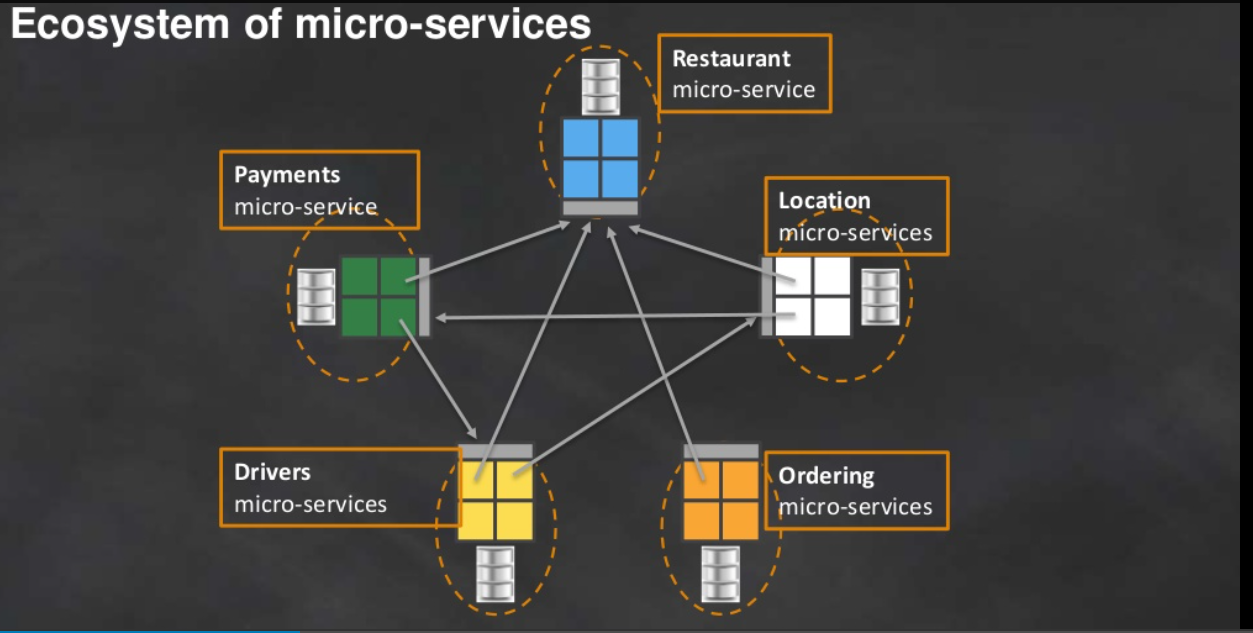 Ecosystem of micro-services
Restaurant
micro-service
Payments
micro-service
Location
micro-services
Drivers
micro-services
Ordering
micro-services